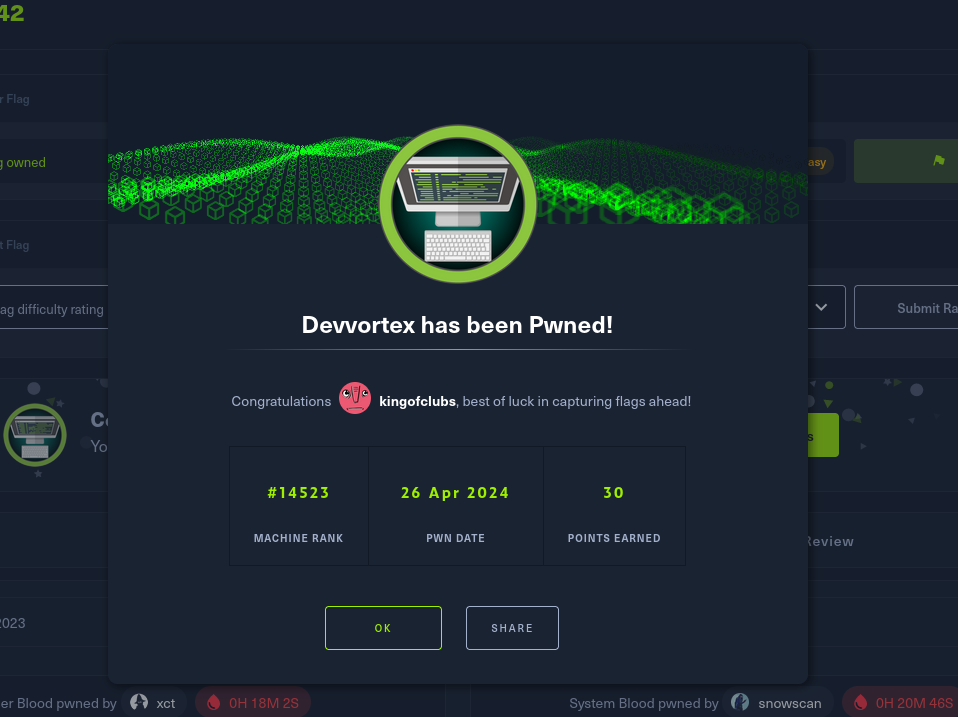 42
r Flag
g owned
asy
t Flag
ag difficulty rating
Submit Ra
Devvortex has been Pwned!
Congratulations kingofclubs, best of luck in capturing flags ahead!
C
Yo
s
#14523 26 Apr 2024 30
MACHINE RANK PWN DATE POINTS EARNED
Review
2023
OK SHARE
er Blood pwned by xct 0H 18M 2S System Blood pwned by snowscan 0H 20M 46S